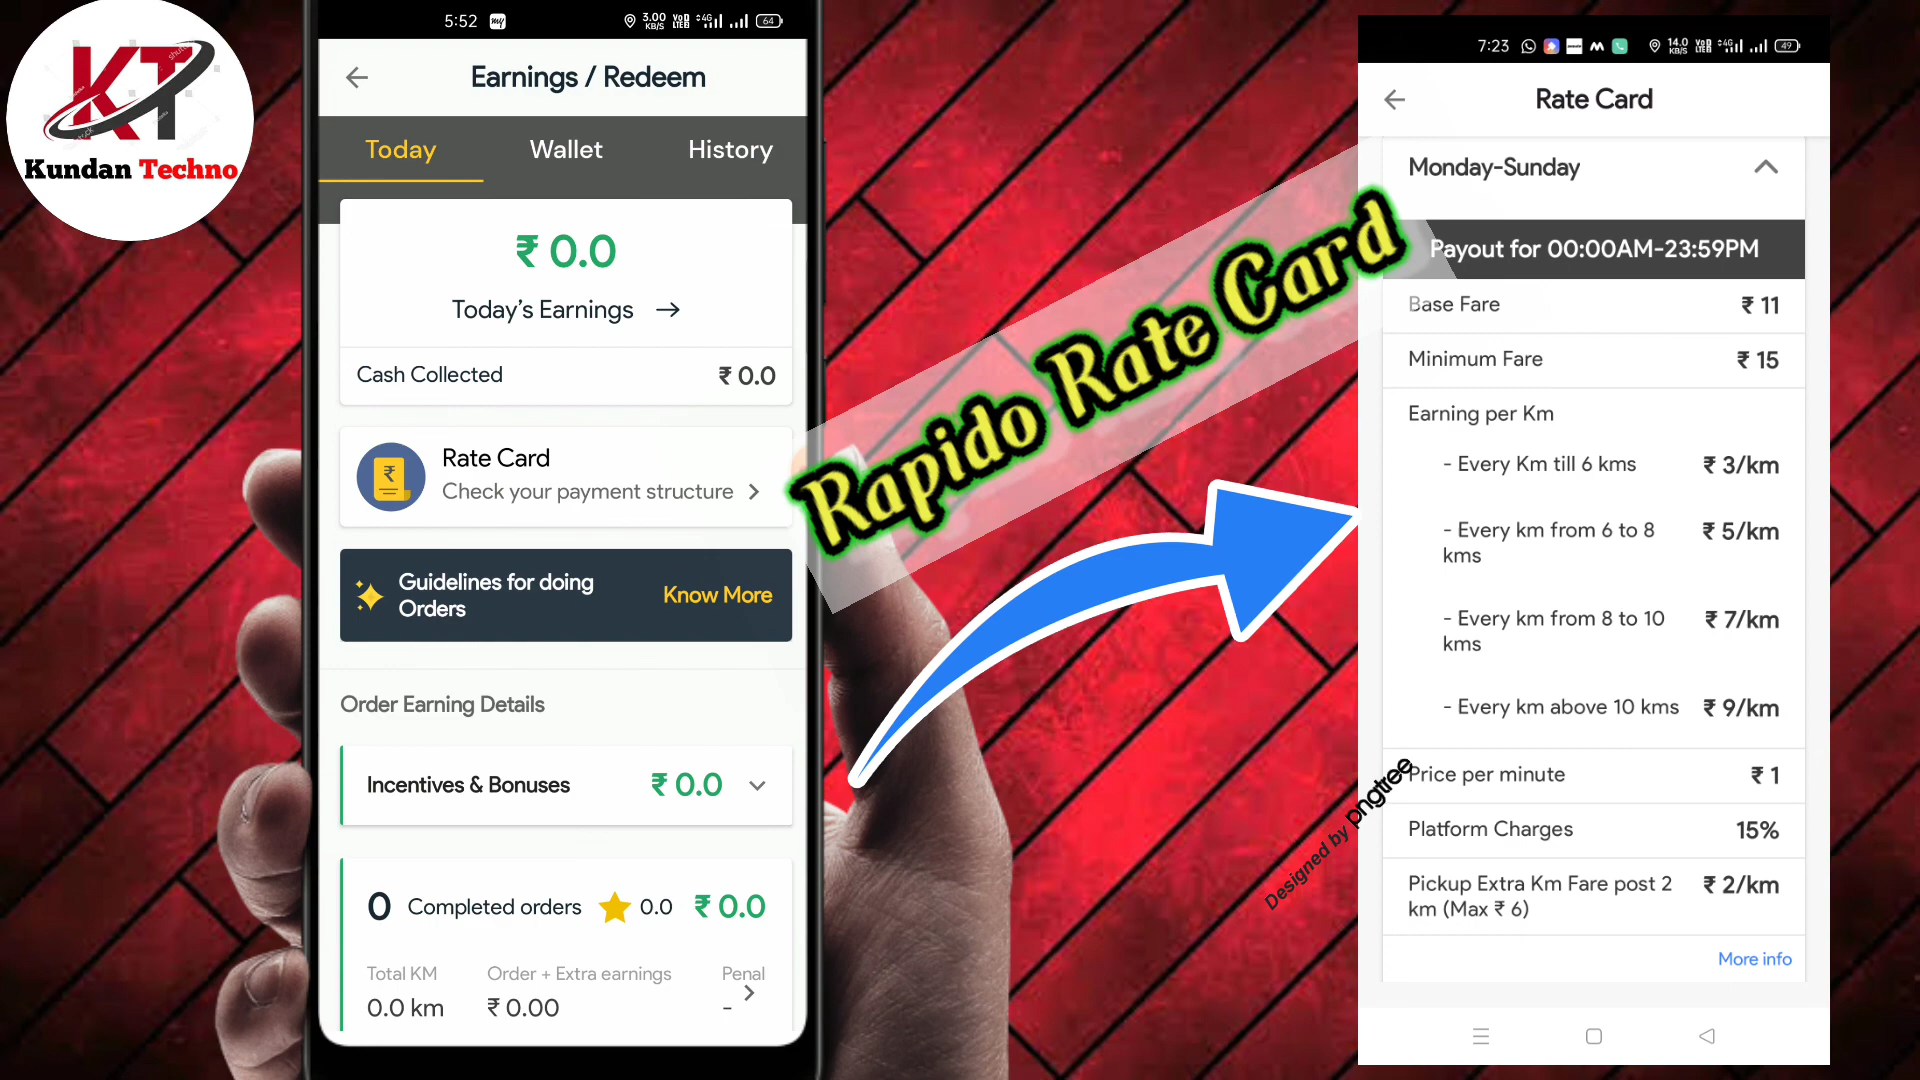 KT
Kundan Techno
5:52 my 3.00 KB/S VoD LTE2 4G 64
Earnings / Redeem
Today Wallet History
₹ 0.0
Today's Earnings →
Cash Collected ₹ 0.0
Rate Card
Check your payment structure
Guidelines for doing
Orders
Know More
Order Earning Details
Incentives & Bonuses ₹ 0.0
0 Completed orders 0.0 ₹ 0.0
Total KM Order + Extra earnings Penal
0.0 km ₹ 0.00 -
Rapido Rate Card
Designed by pngtree
7:23 14.0 KB/S 4G 49
Rate Card
Monday-Sunday
Payout for 00:00AM-23:59PM
Base Fare ₹ 11
Minimum Fare ₹ 15
Earning per Km
- Every Km till 6 kms ₹ 3/km
- Every km from 6 to 8
kms
₹ 5/km
- Every km from 8 to 10
kms
₹ 7/km
- Every km above 10 kms ₹ 9/km
Price per minute ₹ 1
Platform Charges 15%
Pickup Extra Km Fare post 2
km (Max ₹ 6)
₹ 2/km
More info